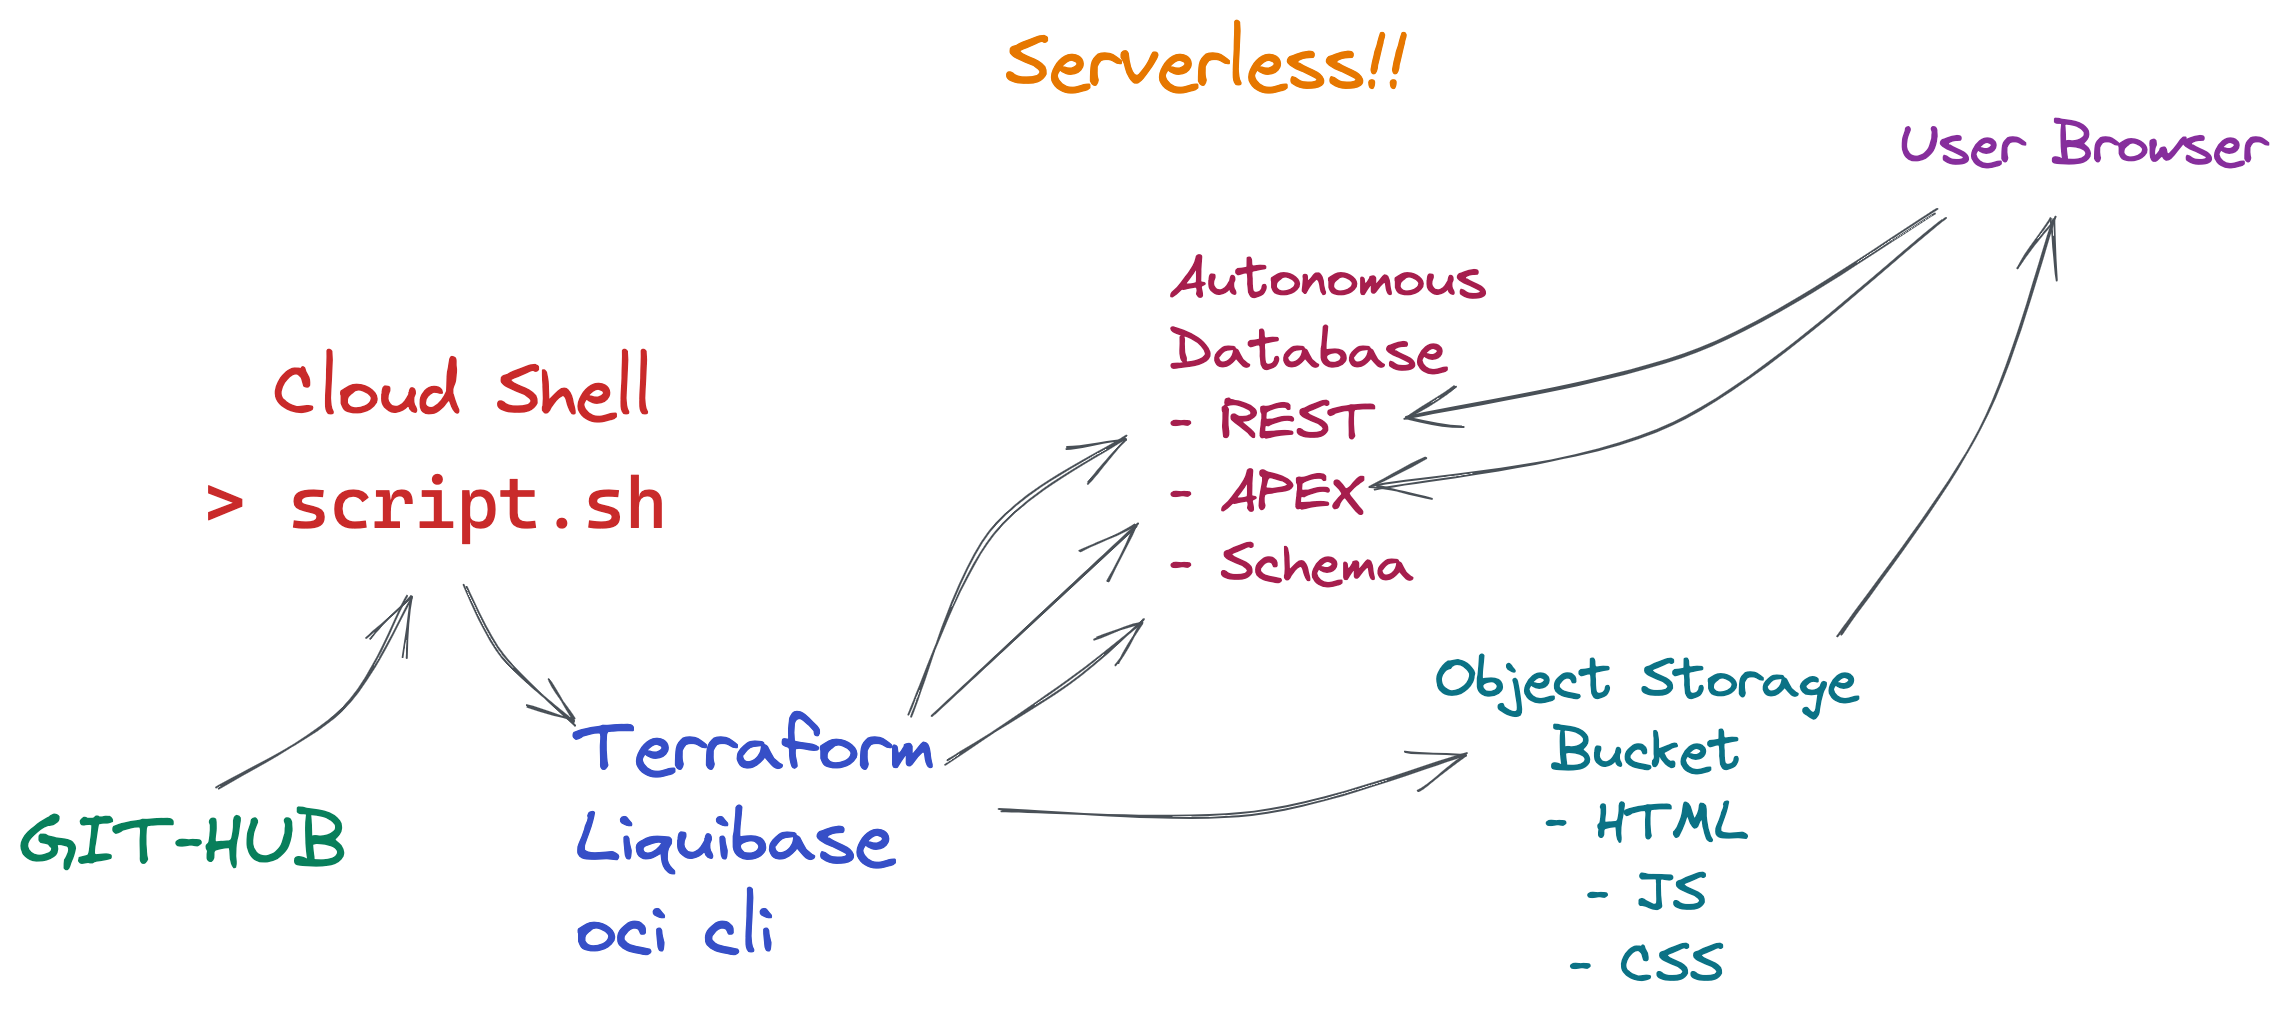 Serverless!!
User Browser
Autonomous
Database
- REST
- APEX
- Schema
Cloud Shell
> script.sh
GIT-HUB
Terraform
Liquibase
oci cli
Object Storage
Bucket
- HTML
- JS
- CSS